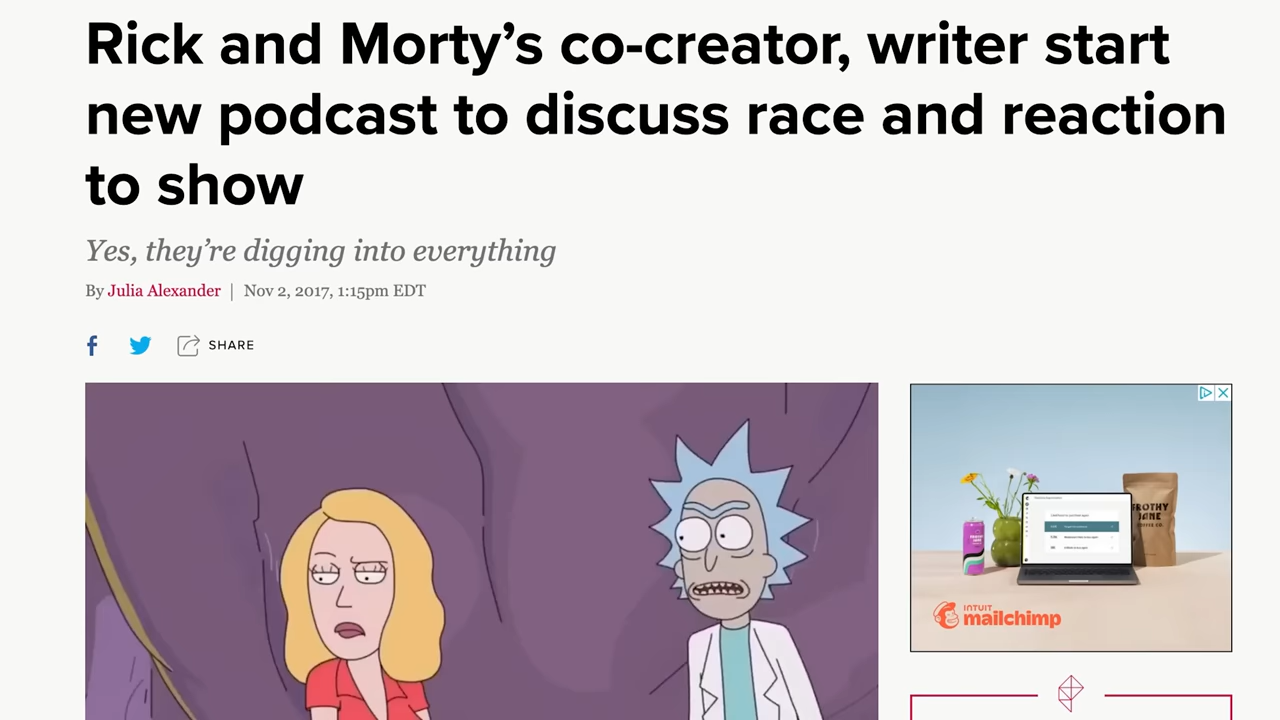 Rick and Morty’s co-creator, writer start
new podcast to discuss race and reaction
to show
Yes, they’re digging into everything
By Julia Alexander | Nov 2, 2017, 1:15pm EDT
SHARE
INTUIT
mailchimp